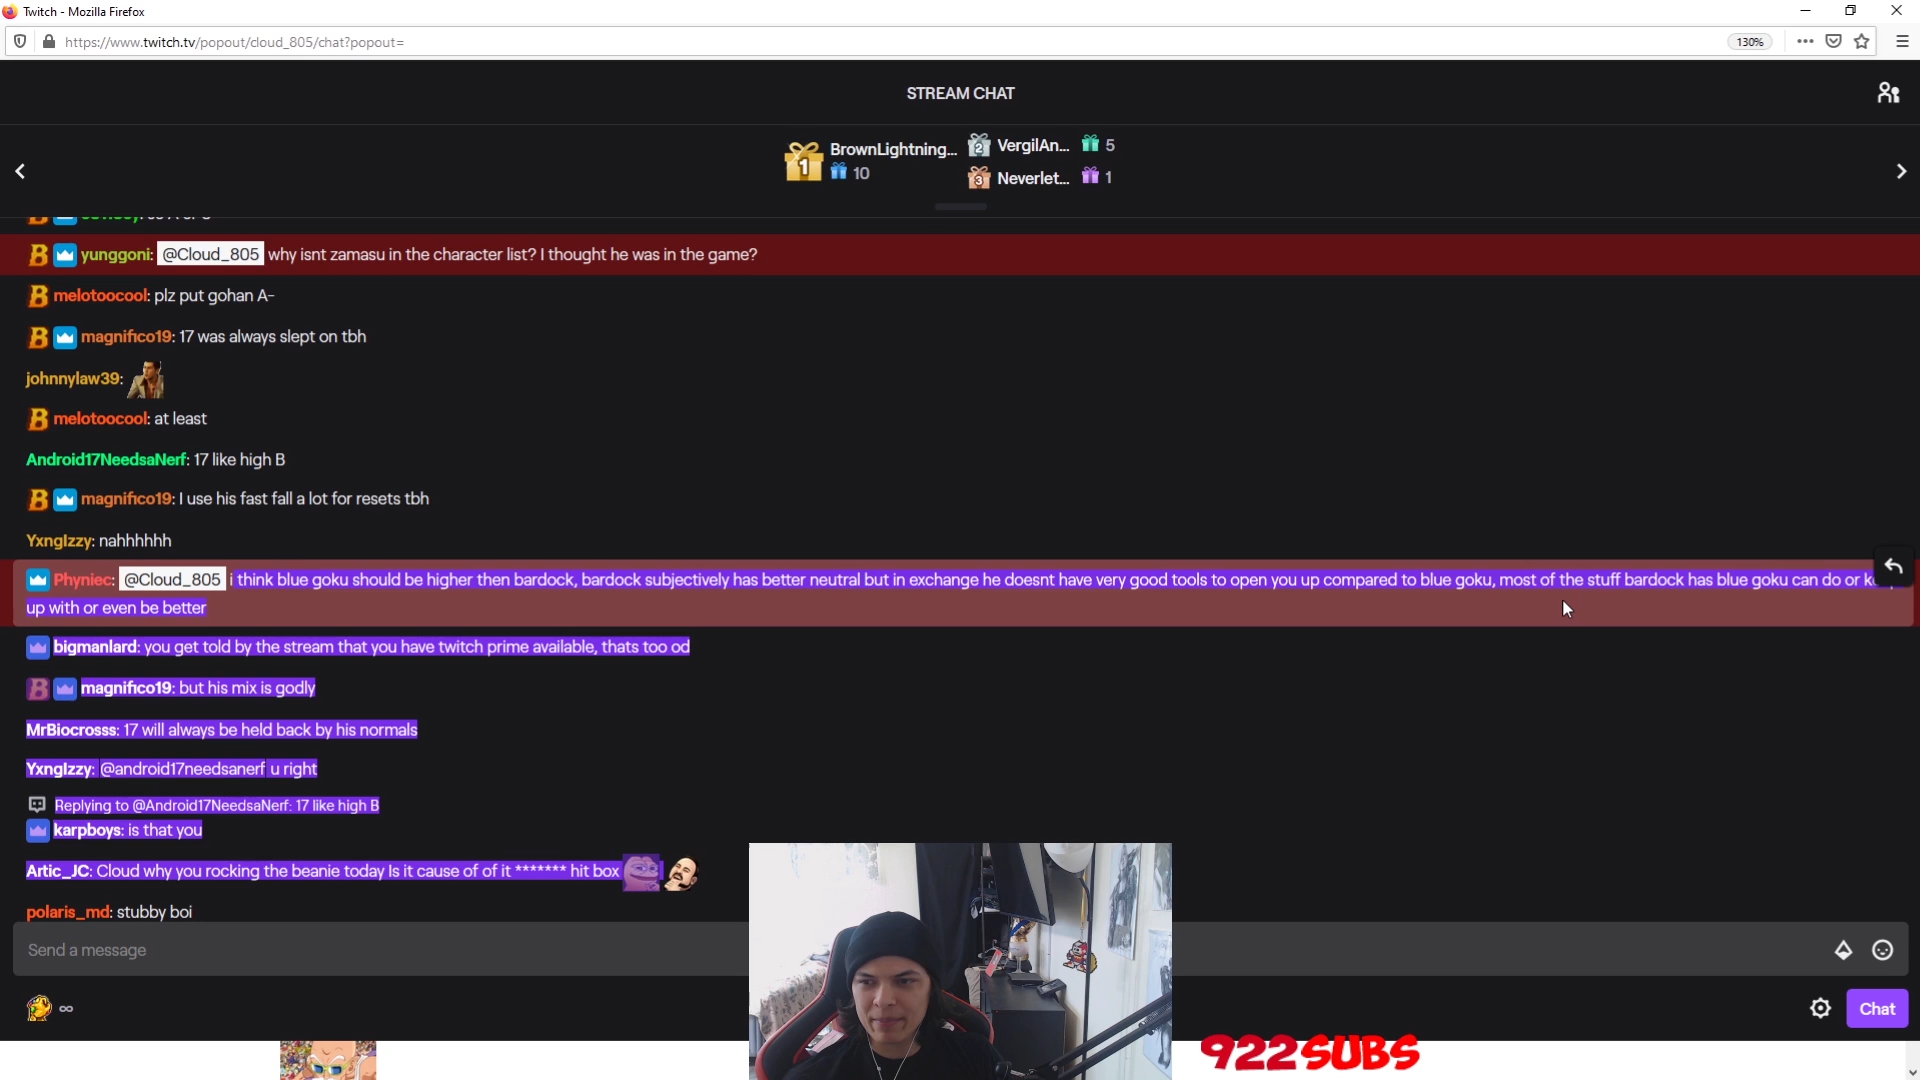 Twitch - Mozilla Firefox
https://www.twitch.tv/popout/cloud_805/chat?popout=
130%
STREAM CHAT
1 BrownLightning... 10
2 VergilAn... 5
3 Neverlet... 1
yunggoni: @Cloud_805 why isnt zamasu in the character list? I thought he was in the game?
melotoocool: plz put gohan A-
magnifico19: 17 was always slept on tbh
johnnylaw39:
melotoocool: at least
Android17NeedsaNerf: 17 like high B
magnifico19: I use his fast fall a lot for resets tbh
YxngIzzy: nahhhhhh
Phyniec: @Cloud_805 i think blue goku should be higher then bardock, bardock subjectively has better neutral but in exchange he doesnt have very good tools to open you up compared to blue goku, most of the stuff bardock has blue goku can do or
up with or even be better
bigmanlard: you get told by the stream that you have twitch prime available, thats too od
magnifico19: but his mix is godly
MrBiocrosss: 17 will always be held back by his normals
YxngIzzy: @android17needsanerf u right
Replying to @Android17NeedsaNerf: 17 like high B
karpboys: is that you
Artic_JC: Cloud why you rocking the beanie today Is it cause of of it ******* hit box
polaris_md: stubby boi
Send a message
∞
Chat
922SUBS